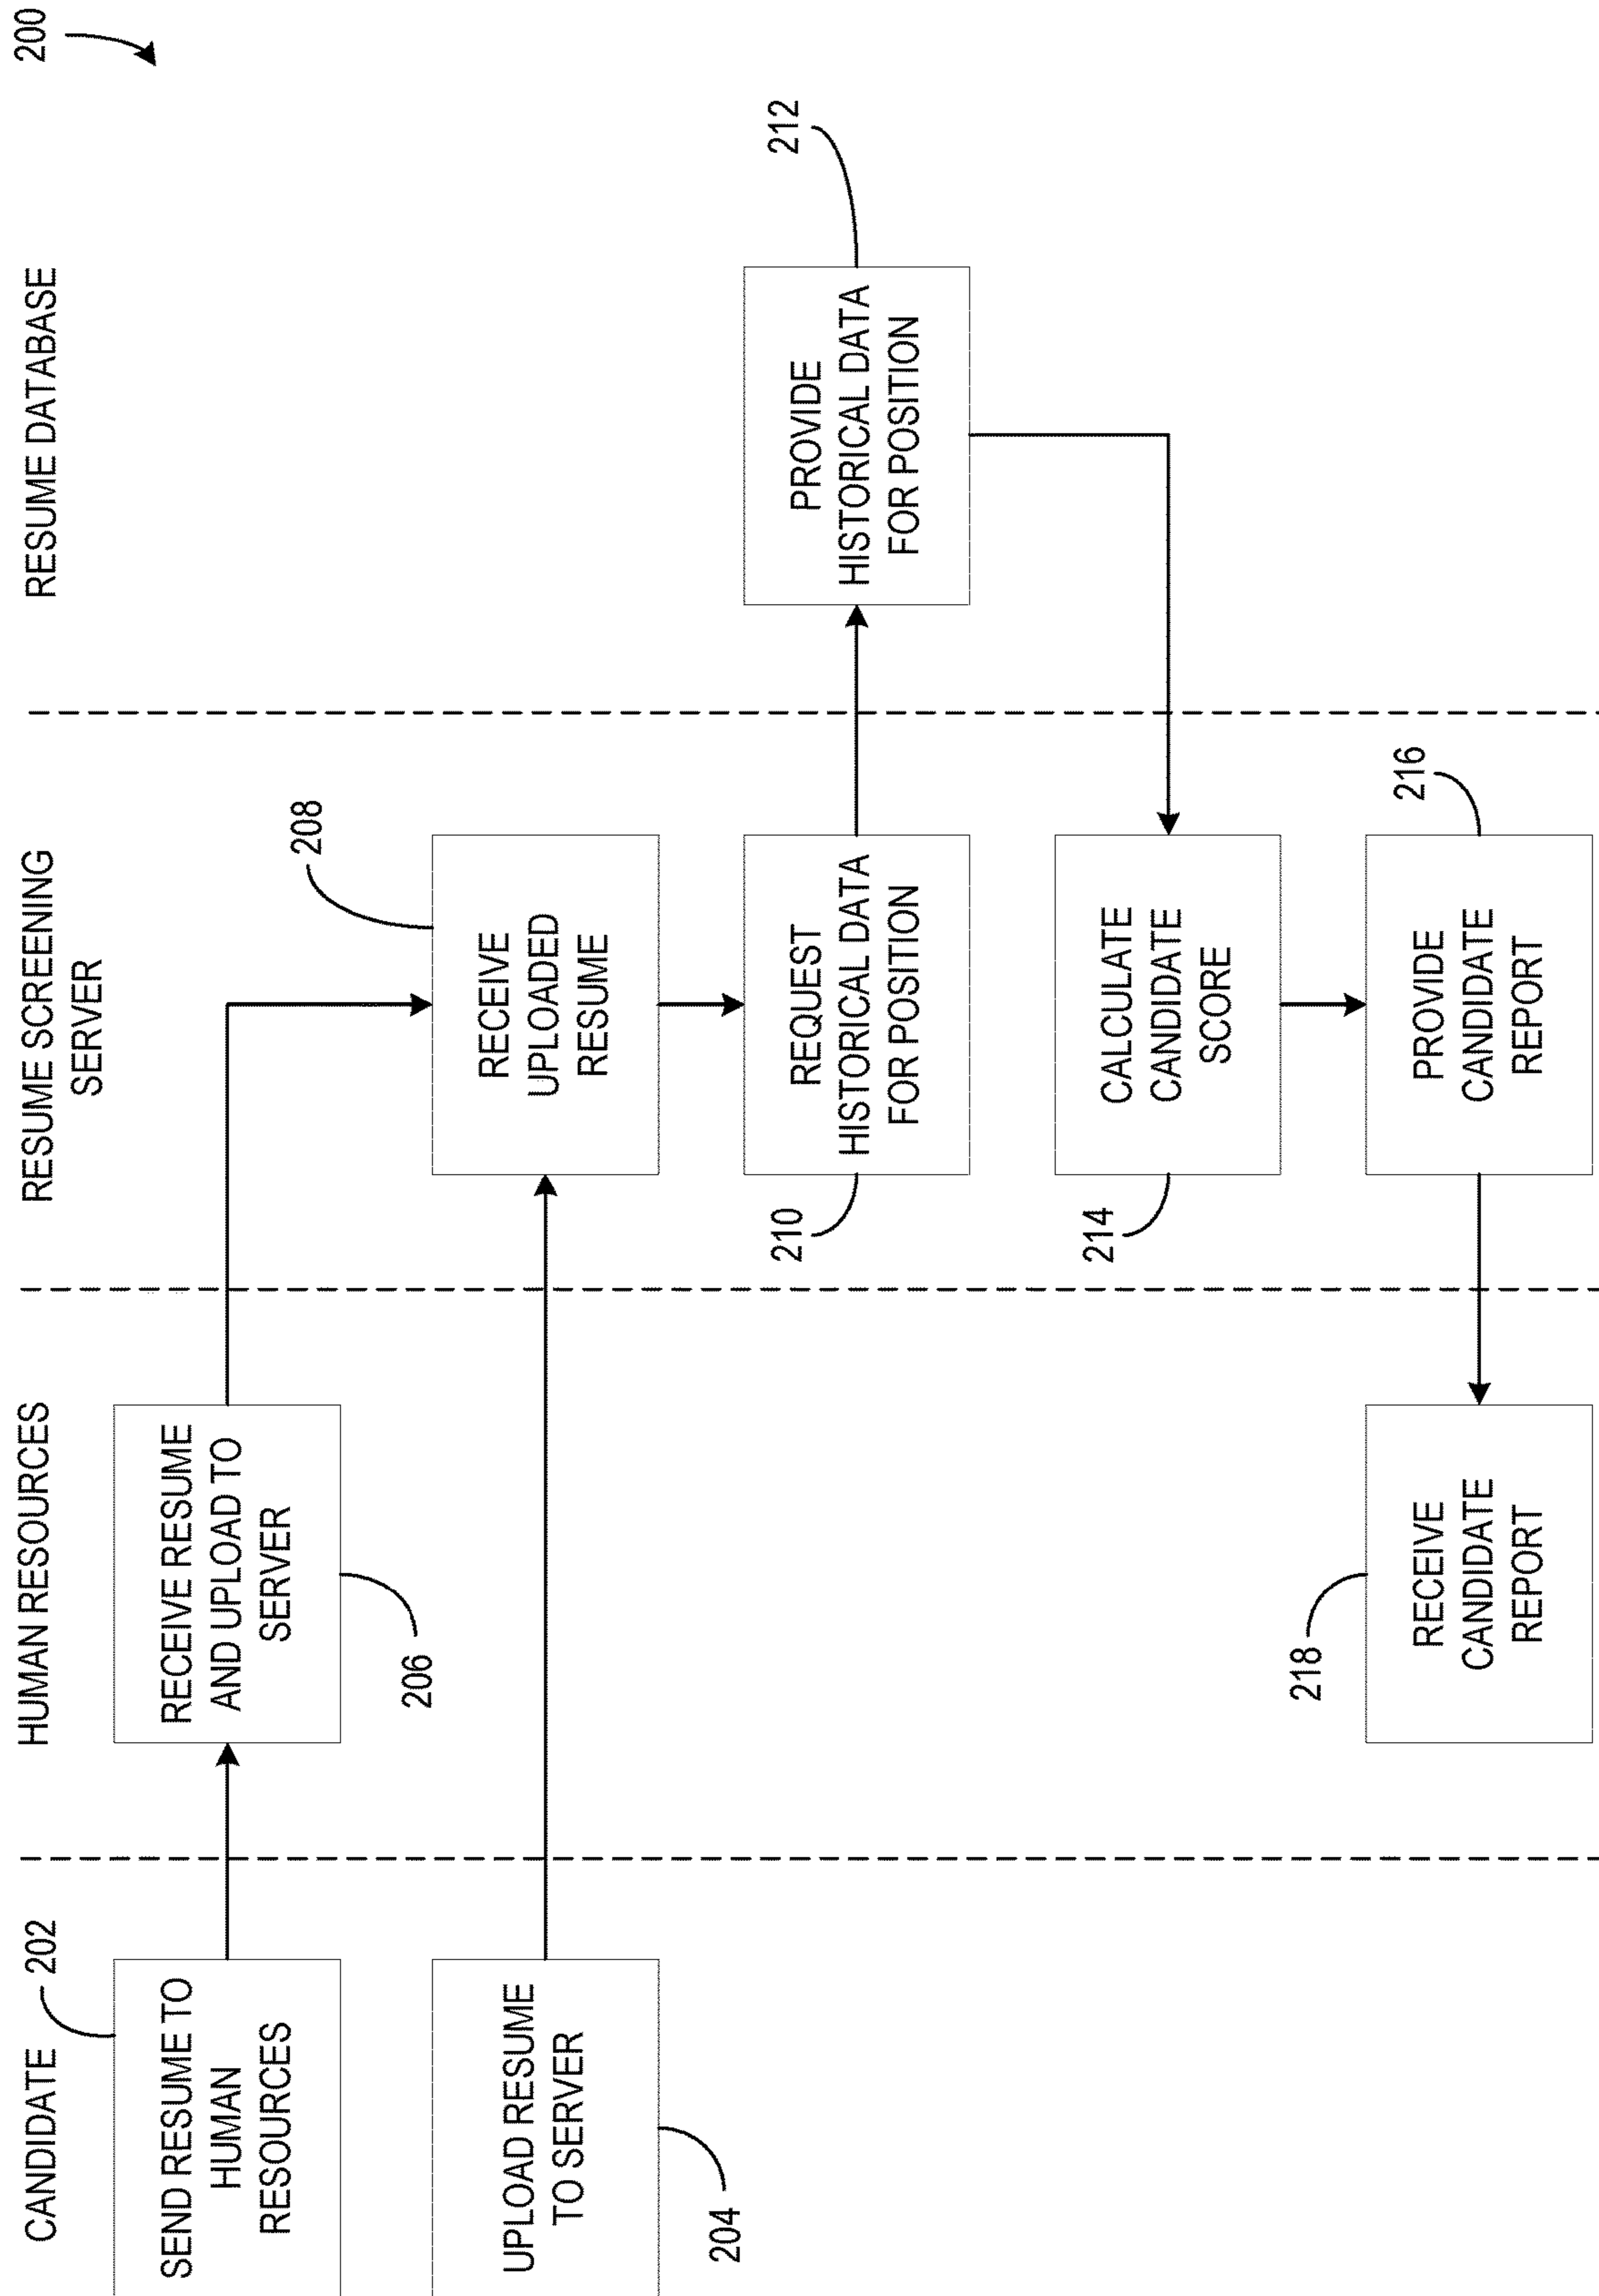 200
CANDIDATE
HUMAN RESOURCES
RESUME SCREENING
SERVER
RESUME DATABASE
202
SEND RESUME TO
HUMAN
RESOURCES
RECEIVE RESUME
AND UPLOAD TO
SERVER
206
208
UPLOAD RESUME
TO SERVER
204
RECEIVE
UPLOADED
RESUME
210
REQUEST
HISTORICAL DATA
FOR POSITION
212
PROVIDE
HISTORICAL DATA
FOR POSITION
214
CALCULATE
CANDIDATE
SCORE
216
PROVIDE
CANDIDATE
REPORT
218
RECEIVE
CANDIDATE
REPORT